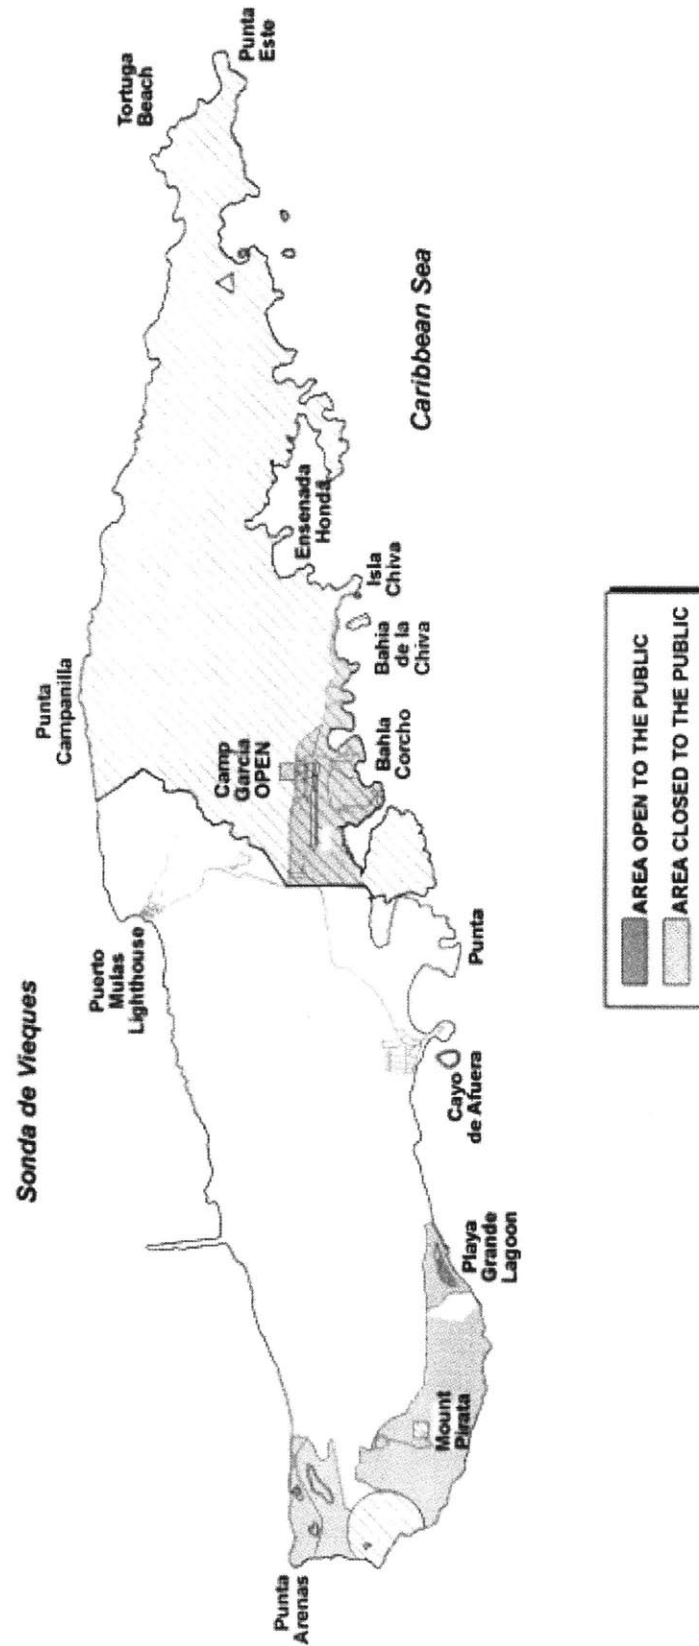 Sonda de Vieques
Punta
Campanilla
Tortuga
Beach
Punta
Este
Puerto
Mulas
Lighthouse
Camp
Garcia
OPEN
Ensenada
Honda
Isla
Chiva
Bahia
de la
Chiva
Bahia
Corcho
Caribbean Sea
Punta
Cayo
de Afuera
Playa
Grande
Lagoon
Mount
Pirata
Punta
Arenas
AREA OPEN TO THE PUBLIC
AREA CLOSED TO THE PUBLIC